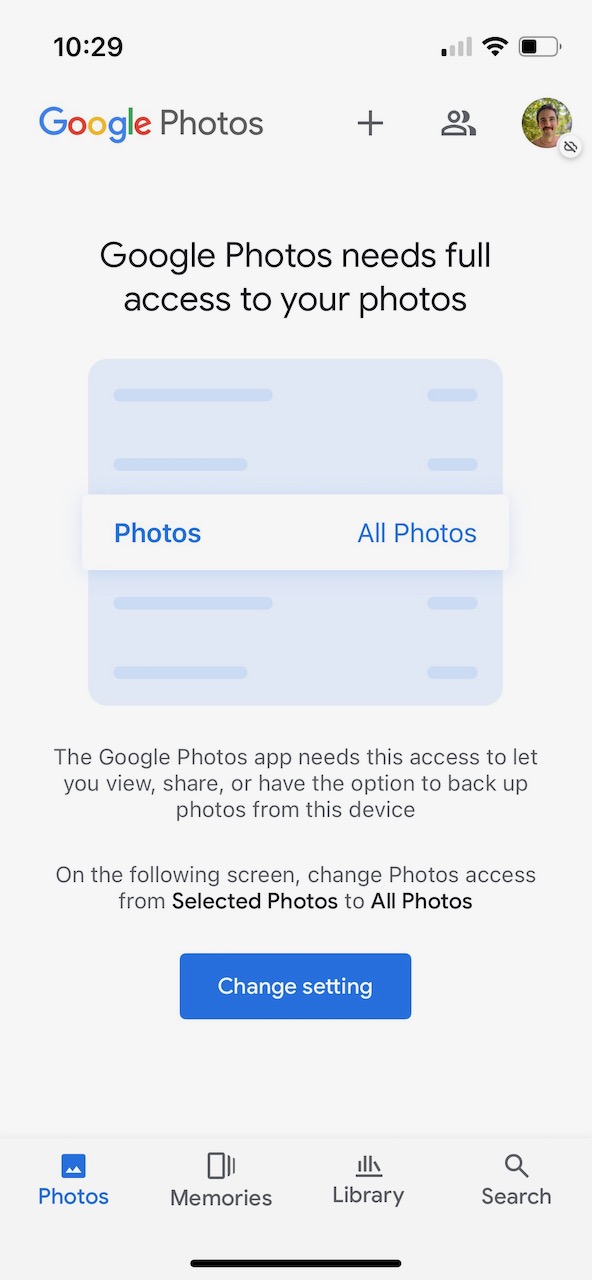 10:29
Google Photos
Google Photos needs full
access to your photos
Photos All Photos
The Google Photos app needs this access to let
you view, share, or have the option to back up
photos from this device
On the following screen, change Photos access
from Selected Photos to All Photos
Change setting
Photos Memories Library Search